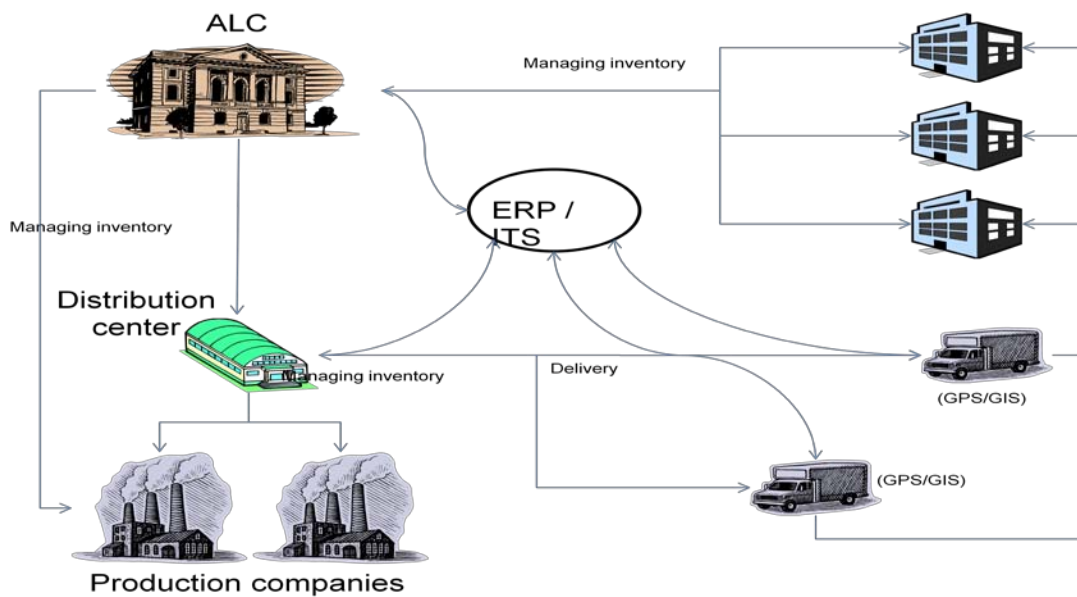 ALC
Managing inventory
ERP /
ITS
Managing inventory
Distribution
center
Managing inventory
Delivery
(GPS/GIS)
(GPS/GIS)
Production companies